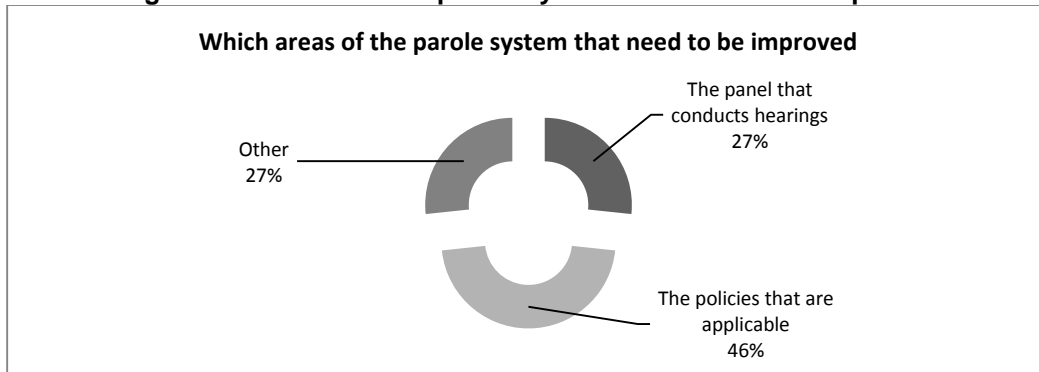 Which areas of the parole system that need to be improved
The panel that
conducts hearings
27%
Other
27%
The policies that are
applicable
46%